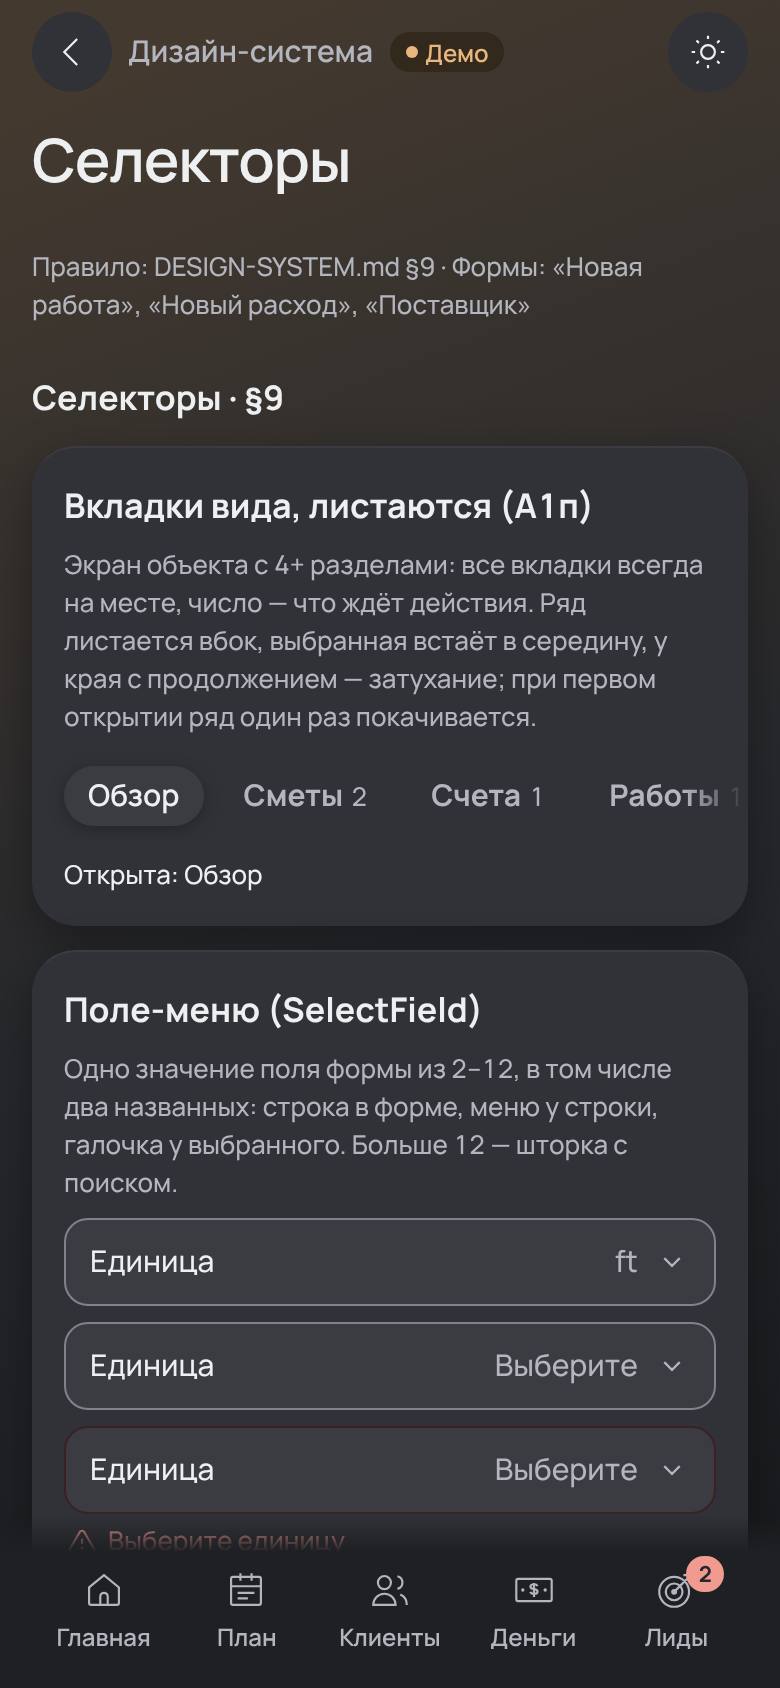 Дизайн-система
Демо
Селекторы
Правило: DESIGN-SYSTEM.md §9 · Формы: «Новая
работа», «Новый расход», «Поставщик»
Селекторы · §9
Вкладки вида, листаются (А1п)
Экран объекта с 4+ разделами: все вкладки всегда
на месте, число — что ждёт действия. Ряд
листается вбок, выбранная встаёт в середину, у
края с продолжением — затухание; при первом
открытии ряд один раз покачивается.
Обзор Сметы 2 Счета 1 Работы 1
Открыта: Обзор
Поле-меню (SelectField)
Одно значение поля формы из 2–12, в том числе
два названных: строка в форме, меню у строки,
галочка у выбранного. Больше 12 — шторка с
поиском.
Единица ft
Единица Выберите
Единица Выберите
Выберите единицу
2
Главная План Клиенты Деньги Лиды